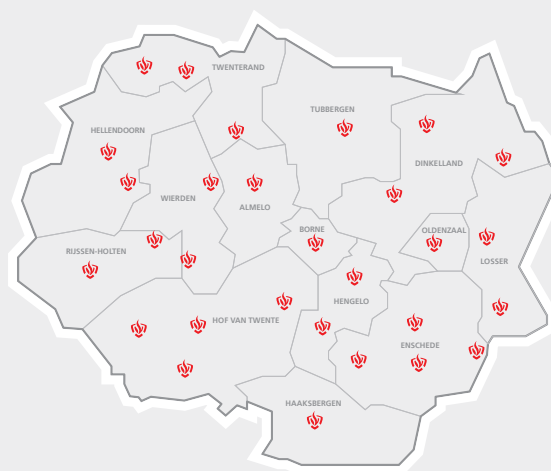 TWENTERAND
TUBBERGEN
HELLENDOORN
DINKELLAND
WIERDEN
ALMELO
BORNE
OLDENZAAL
RIJSSEN-HOLTEN
LOSSER
HENGELO
HOF VAN TWENTE
ENSCHEDE
HAAKSBERGEN